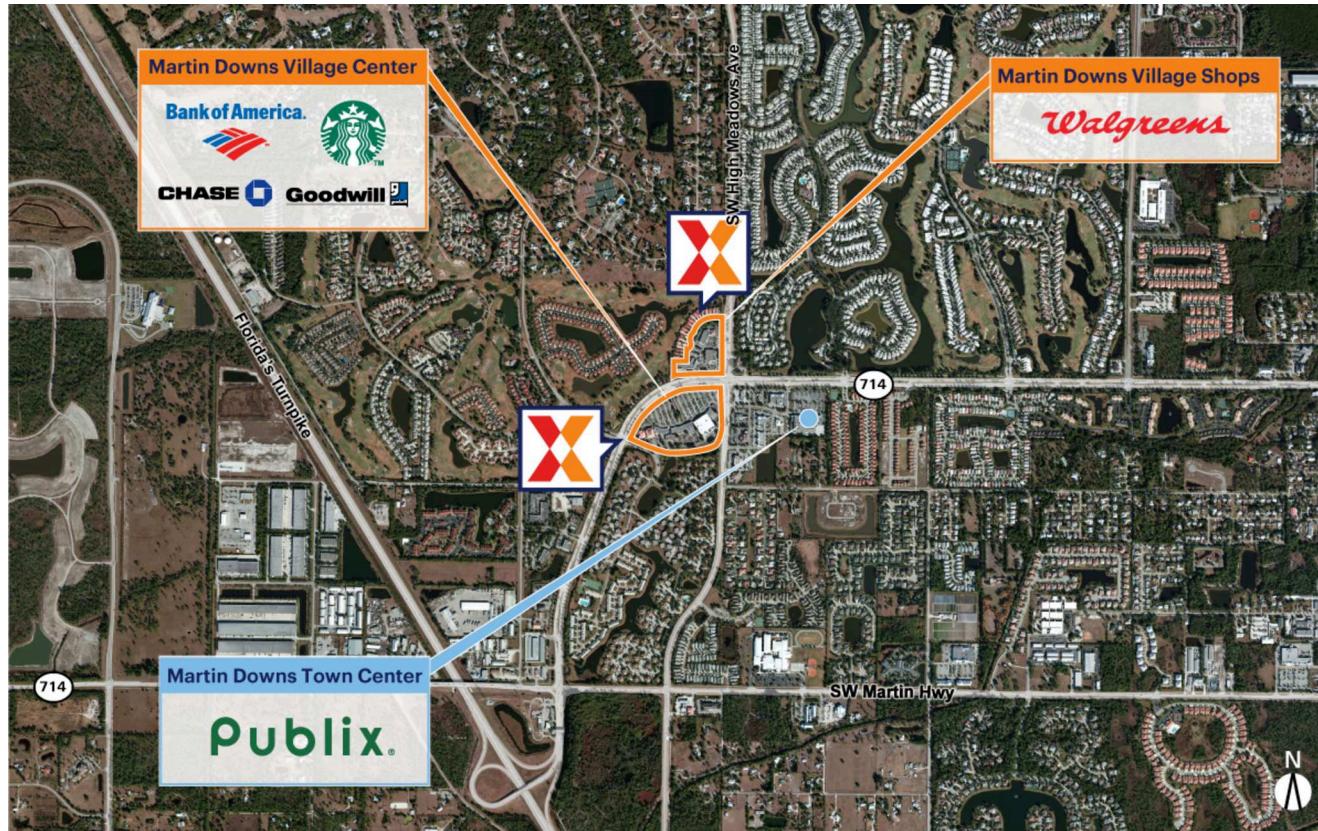 Martin Downs Village Center
Bank of America.
TM
CHASE
Goodwill
SW High Meadows Ave
Martin Downs Village Shops
Walgreens
Florida's Turnpike
714
Martin Downs Town Center
Publix.
714
SW Martin Hwy
N